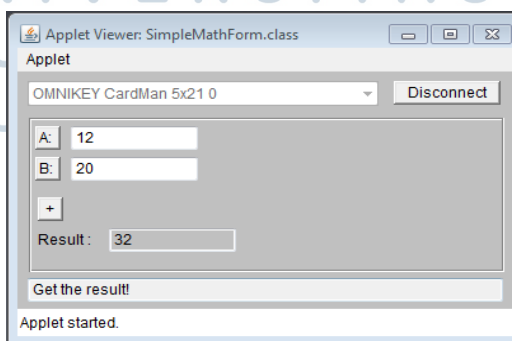 Applet Viewer: SimpleMathForm.class
Applet
OMNIKEY CardMan 5x21 0 Disconnect
A: 12
B: 20
+
Result: 32
Get the result!
Applet started.